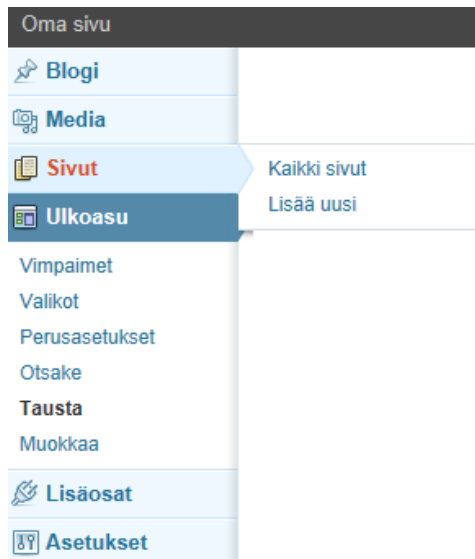 Oma sivu
Blogi
Media
Sivut
Kaikki sivut
Lisää uusi
Ulkoasu
Vimpaimet
Valikot
Perusasetukset
Otsake
Tausta
Muokkaa
Lisäosat
Asetukset